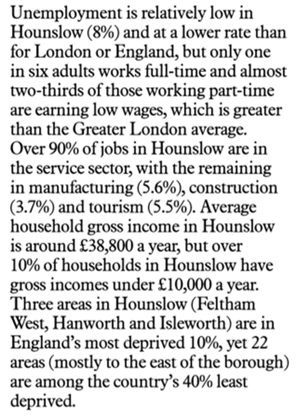 Unemployment is relatively low in
Hounslow (8%) and at a lower rate than
for London or England, but only one
in six adults works full-time and almost
two-thirds of those working part-time
are earning low wages, which is greater
than the Greater London average.
Over 90% of jobs in Hounslow are in
the service sector, with the remaining
in manufacturing (5.6%), construction
(3.7%) and tourism (5.5%). Average
household gross income in Hounslow
is around £38,800 a year, but over
10% of households in Hounslow have
gross incomes under £10,000 a year.
Three areas in Hounslow (Feltham
West, Hanworth and Isleworth) are in
England’s most deprived 10%, yet 22
areas (mostly to the east of the borough)
are among the country’s 40% least
deprived.